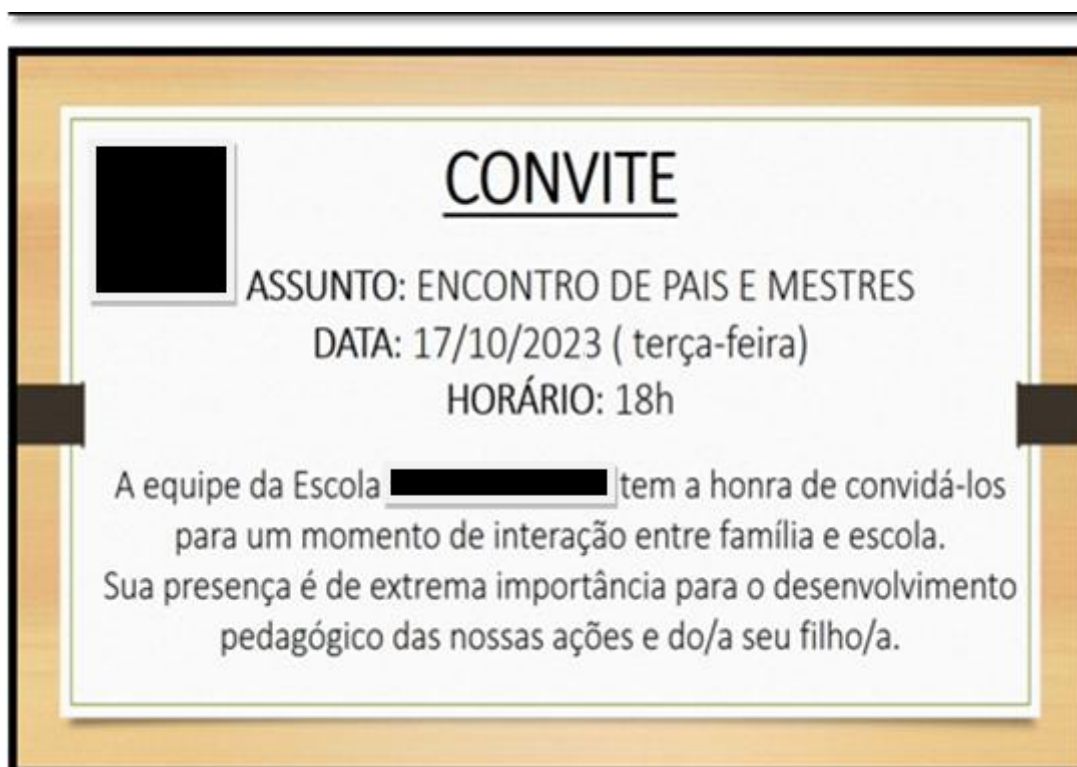 CONVITE
ASSUNTO: ENCONTRO DE PAIS E MESTRES
DATA: 17/10/2023 ( terça-feira)
HORÁRIO: 18h
A equipe da Escola tem a honra de convidá-los
para um momento de interação entre família e escola.
Sua presença é de extrema importância para o desenvolvimento
pedagógico das nossas ações e do/a seu filho/a.